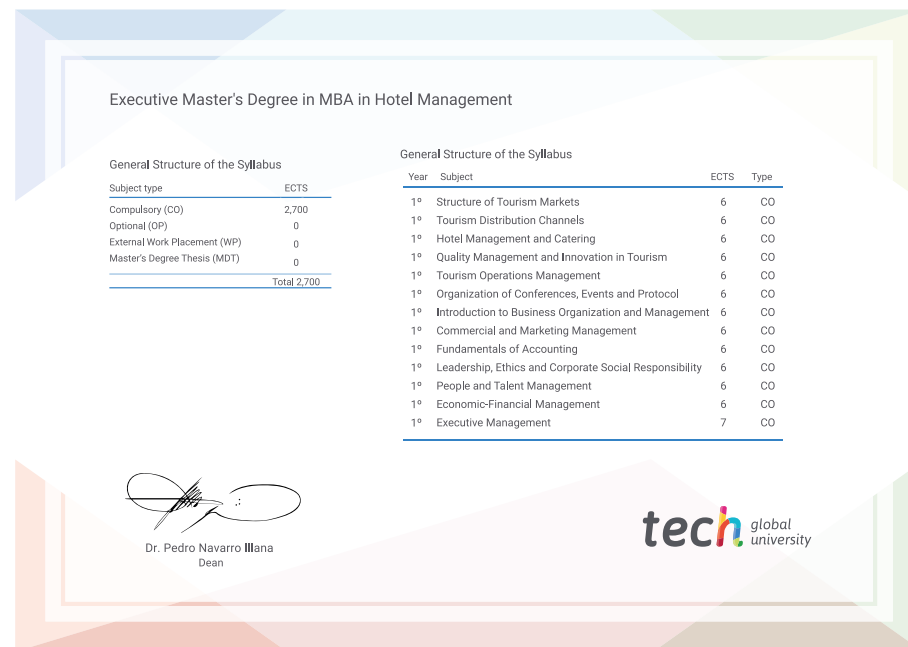 Executive Master's Degree in MBA in Hotel Management
General Structure of the Syllabus
Subject type ECTS
Compulsory (CO) 2,700
Optional (OP) 0
External Work Placement (WP) 0
Master's Degree Thesis (MDT) 0
Total 2,700
General Structure of the Syllabus
Year Subject ECTS Type
1º Structure of Tourism Markets 6 CO
1º Tourism Distribution Channels 6 CO
1º Hotel Management and Catering 6 CO
1º Quality Management and Innovation in Tourism 6 CO
1º Tourism Operations Management 6 CO
1º Organization of Conferences, Events and Protocol 6 CO
1º Introduction to Business Organization and Management 6 CO
1º Commercial and Marketing Management 6 CO
1º Fundamentals of Accounting 6 CO
1º Leadership, Ethics and Corporate Social Responsibility 6 CO
1º People and Talent Management 6 CO
1º Economic-Financial Management 6 CO
1º Executive Management 7 CO
Dr. Pedro Navarro Illana
Dean
tech global
university